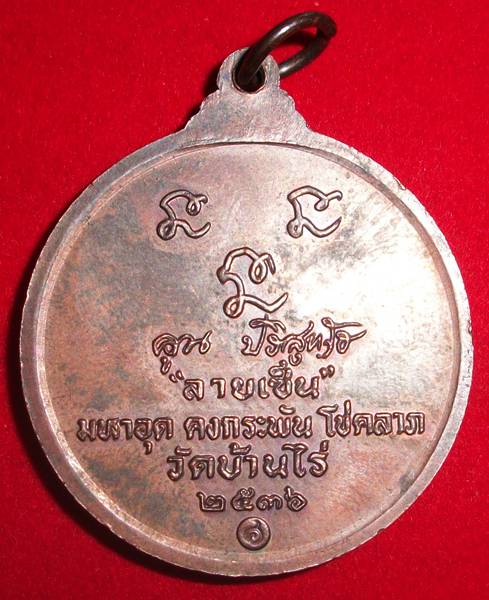 คูณ ปริสุทฺโธ
"ลายเซ็น"
มหาอุด คงกระพัน โชคลาภ
วัดบ้านไร่
๒๕๓๖